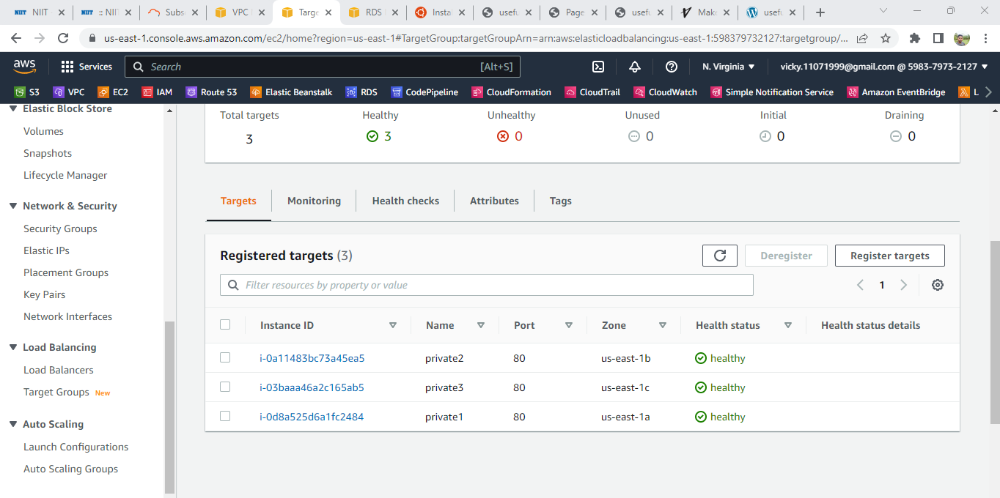 NIIT
:: NIIT
Subs
VPC
Targe
RDS
Insta
usefu
Page
usefu
Make
usefu
us-east-1.console.aws.amazon.com/ec2/home?region=us-east-1#TargetGroup:targetGroupArn=arn:aws:elasticloadbalancing:us-east-1:598379732127:targetgroup/...
aws
Services
Search
[Alt+S]
N. Virginia
vicky.11071999@gmail.com @ 5983-7973-2127
S3 VPC EC2 IAM Route 53 Elastic Beanstalk RDS CodePipeline CloudFormation CloudTrail CloudWatch Simple Notification Service Amazon EventBridge L
Elastic Block Store
Volumes
Snapshots
Lifecycle Manager
Network & Security
Security Groups
Elastic IPs
Placement Groups
Key Pairs
Network Interfaces
Load Balancing
Load Balancers
Target Groups New
Auto Scaling
Launch Configurations
Auto Scaling Groups
Total targets Healthy Unhealthy Unused Initial Draining
3 3 0 0 0 0
Targets Monitoring Health checks Attributes Tags
Registered targets (3)
Deregister
Register targets
Filter resources by property or value
1
Instance ID Name Port Zone Health status Health status details
i-0a11483bc73a45ea5 private2 80 us-east-1b healthy
i-03baaa46a2c165ab5 private3 80 us-east-1c healthy
i-0d8a525d6a1fc2484 private1 80 us-east-1a healthy